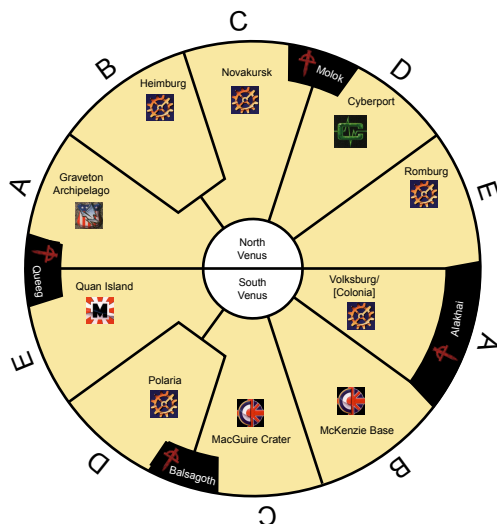 C
B
D
Molok
Heimburg
Novakursk
Cyberport
A
E
Graveton
Archipelago
Romburg
North
Venus
Queeg
South
Venus
Quan Island
M
Volksburg/
[Colonia]
Alakhai
E
A
Polaria
MacGuire Crater
McKenzie Base
Balsagoth
D
B
C